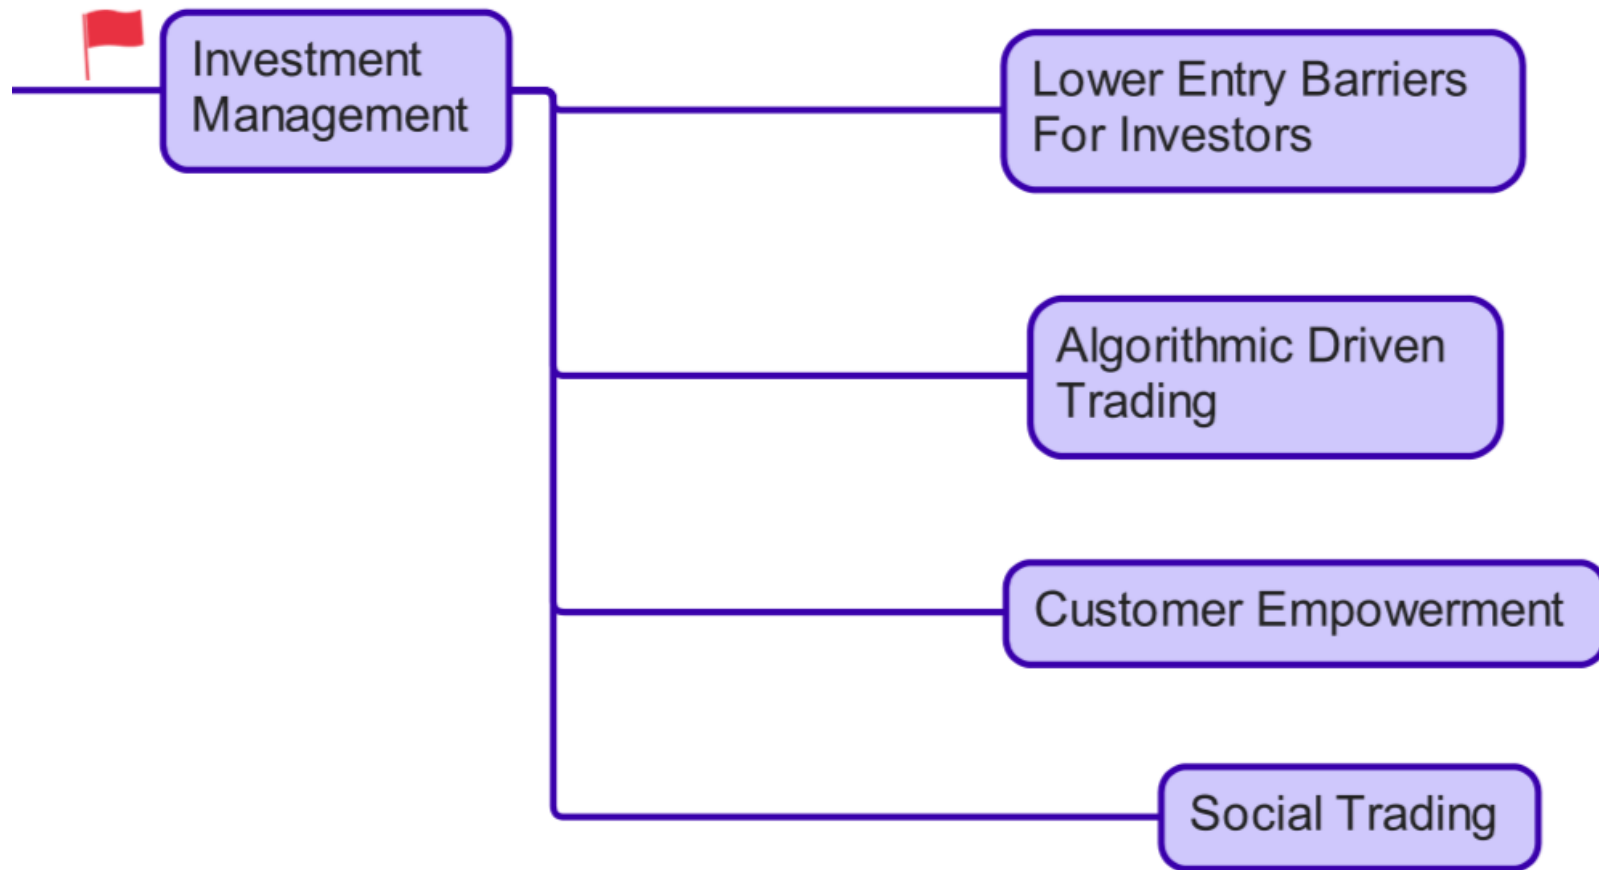 Investment
Management
Lower Entry Barriers
For Investors
Algorithmic Driven
Trading
Customer Empowerment
Social Trading